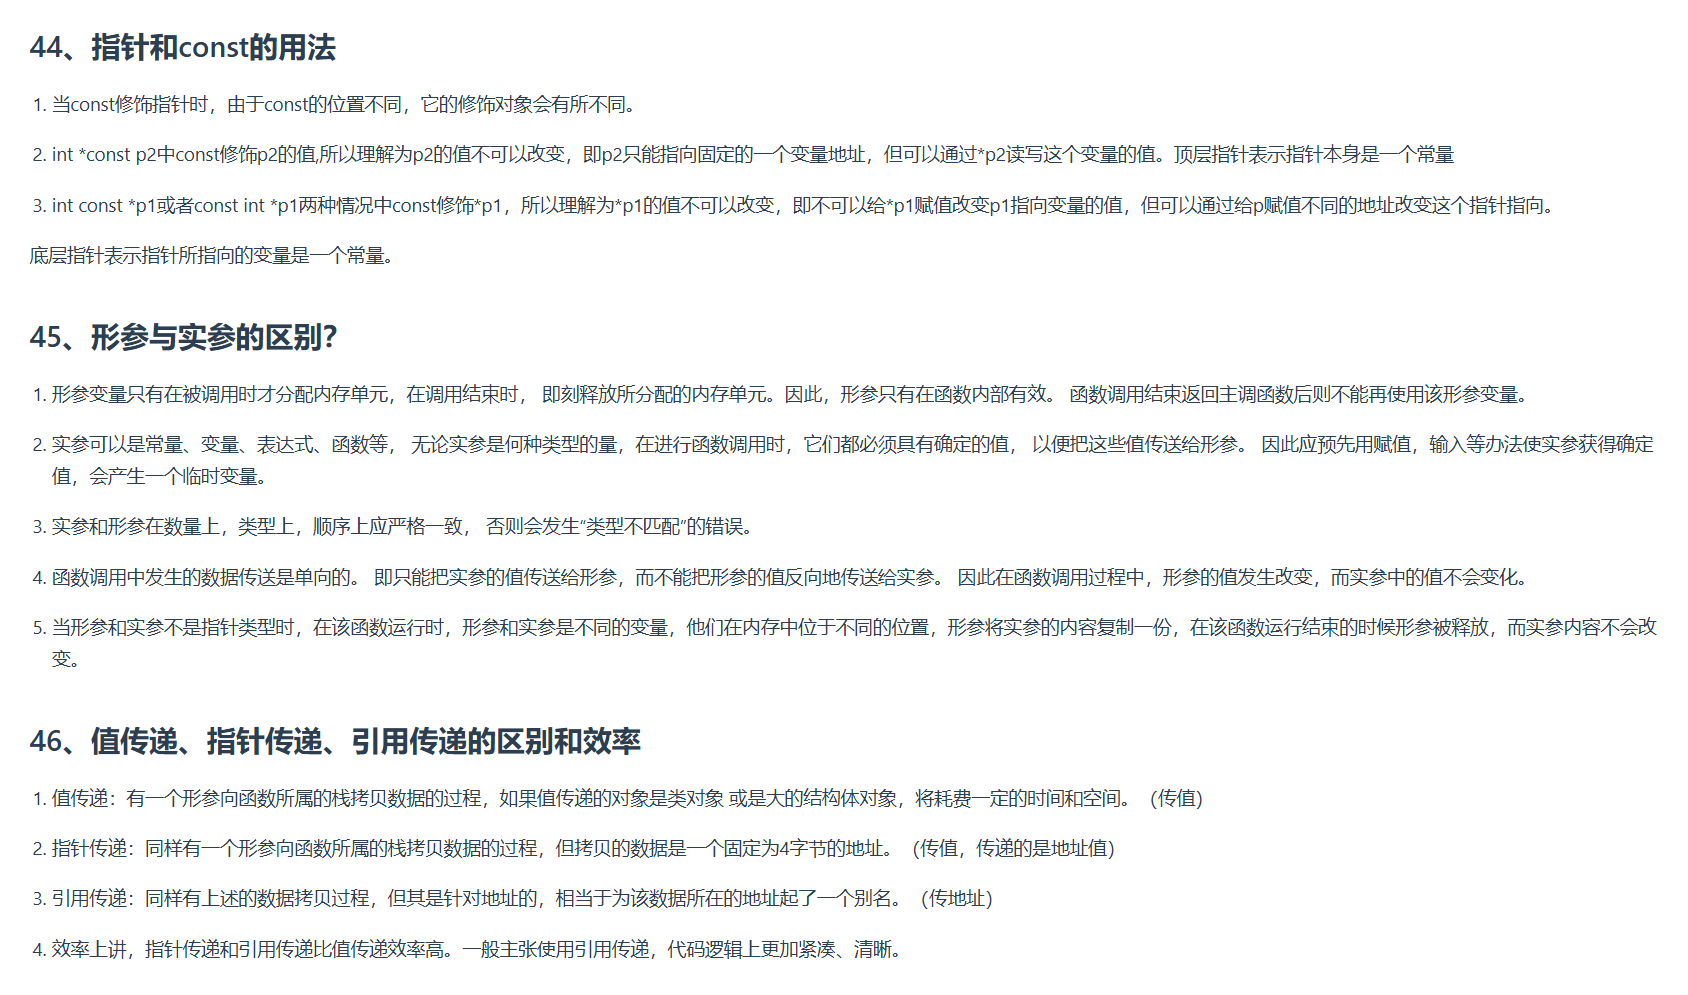 44、指针和const的用法
1. 当const修饰指针时，由于const的位置不同，它的修饰对象会有所不同。
2. int *const p2中const修饰p2的值,所以理解为p2的值不可以改变，即p2只能指向固定的一个变量地址，但可以通过*p2读写这个变量的值。顶层指针表示指针本身是一个常量
3. int const *p1或者const int *p1两种情况中const修饰*p1，所以理解为*p1的值不可以改变，即不可以给*p1赋值改变p1指向变量的值，但可以通过给p赋值不同的地址改变这个指针指向。
底层指针表示指针所指向的变量是一个常量。
45、形参与实参的区别？
1. 形参变量只有在被调用时才分配内存单元，在调用结束时， 即刻释放所分配的内存单元。因此，形参只有在函数内部有效。 函数调用结束返回主调函数后则不能再使用该形参变量。
2. 实参可以是常量、变量、表达式、函数等， 无论实参是何种类型的量，在进行函数调用时，它们都必须具有确定的值， 以便把这些值传送给形参。 因此应预先用赋值，输入等办法使实参获得确定
值，会产生一个临时变量。
3. 实参和形参在数量上，类型上，顺序上应严格一致， 否则会发生“类型不匹配”的错误。
4. 函数调用中发生的数据传送是单向的。 即只能把实参的值传送给形参，而不能把形参的值反向地传送给实参。 因此在函数调用过程中，形参的值发生改变，而实参中的值不会变化。
5. 当形参和实参不是指针类型时，在该函数运行时，形参和实参是不同的变量，他们在内存中位于不同的位置，形参将实参的内容复制一份，在该函数运行结束的时候形参被释放，而实参内容不会改
变。
46、值传递、指针传递、引用传递的区别和效率
1. 值传递：有一个形参向函数所属的栈拷贝数据的过程，如果值传递的对象是类对象 或是大的结构体对象，将耗费一定的时间和空间。（传值）
2. 指针传递：同样有一个形参向函数所属的栈拷贝数据的过程，但拷贝的数据是一个固定为4字节的地址。（传值，传递的是地址值）
3. 引用传递：同样有上述的数据拷贝过程，但其是针对地址的，相当于为该数据所在的地址起了一个别名。（传地址）
4. 效率上讲，指针传递和引用传递比值传递效率高。一般主张使用引用传递，代码逻辑上更加紧凑、清晰。